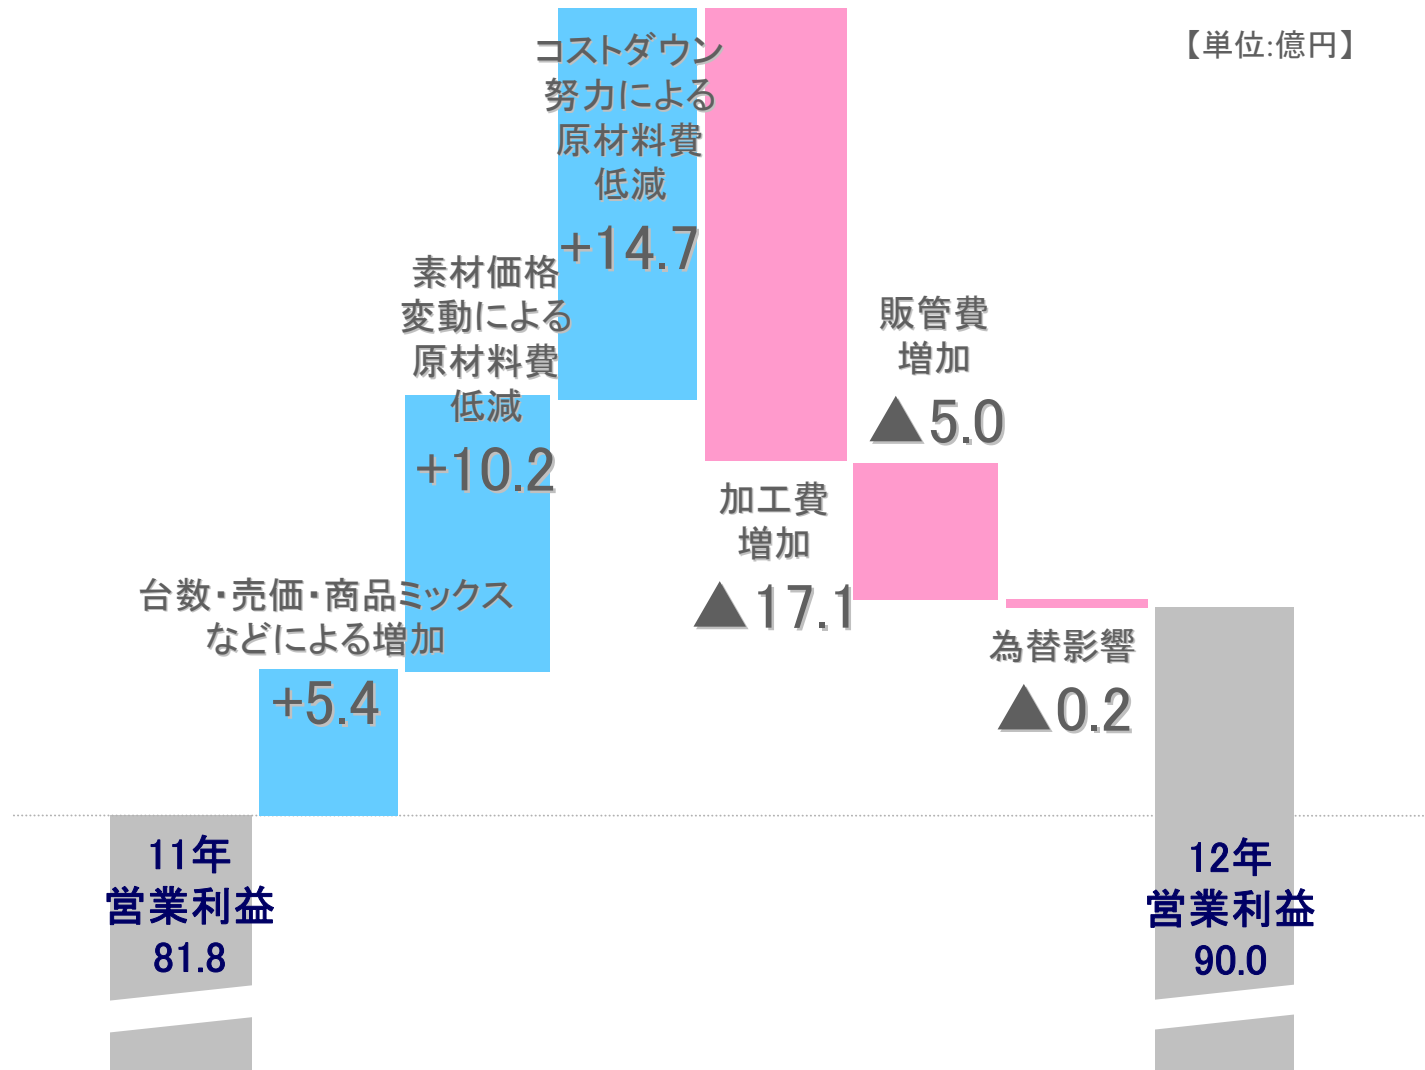 【単位:億円】
コストダウン
努力による
原材料費
低減
+14.7
素材価格
変動による
原材料費
低減
+10.2
販管費
増加
▲5.0
加工費
増加
▲17.1
台数・売価・商品ミックス
などによる増加
+5.4
為替影響
▲0.2
11年
営業利益
81.8
12年
営業利益
90.0